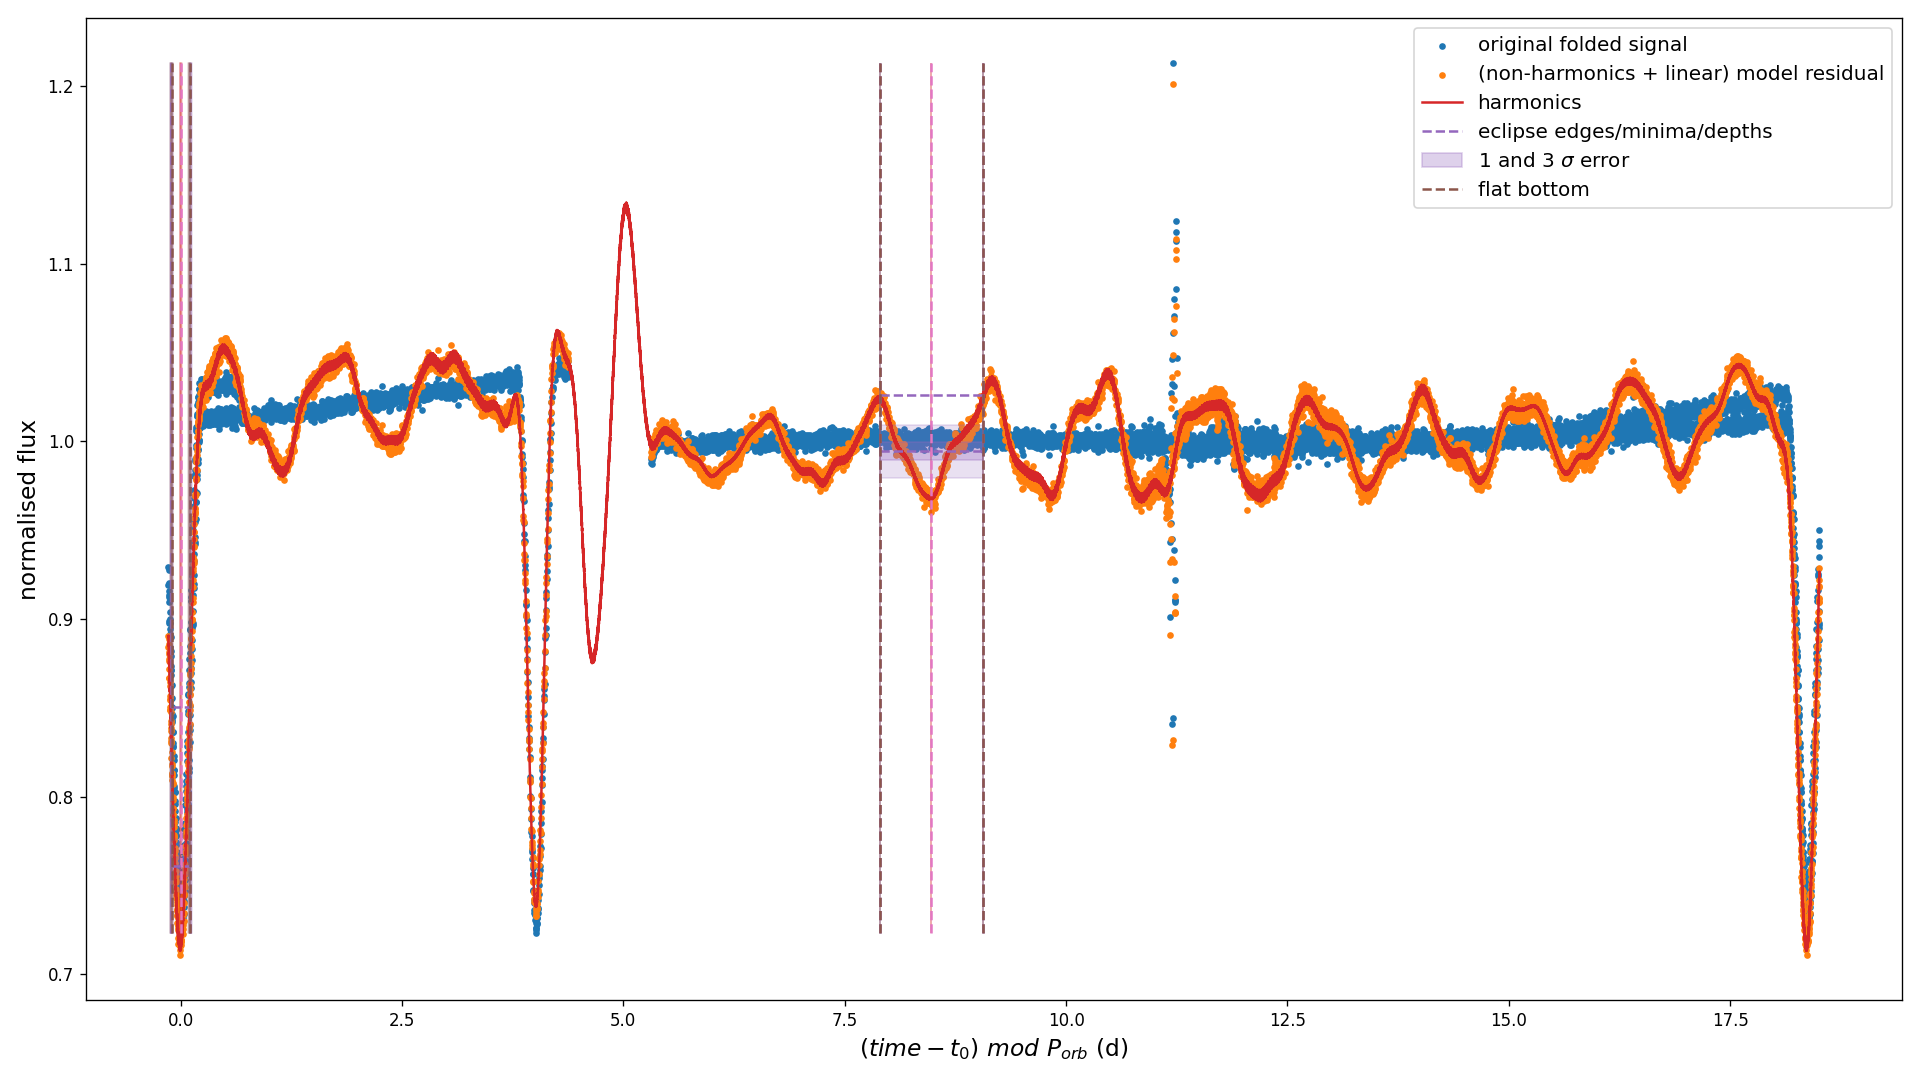 original folded signal
(non-harmonics + linear) model residual
harmonics
eclipse edges/minima/depths
1 and 3 σ error
flat bottom
normalised flux
1.2
1.1
1.0
0.9
0.8
0.7
0.0 2.5 5.0 7.5 10.0 12.5 15.0 17.5
(time − t₀) mod Pₒᵣb (d)